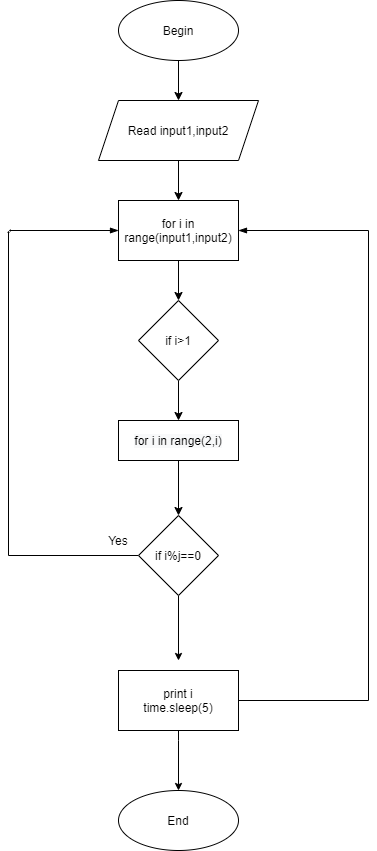 Begin
Read input1,input2
for i in
range(input1,input2)
if i>1
for i in range(2,i)
Yes
if i%j==0
print i
time.sleep(5)
End